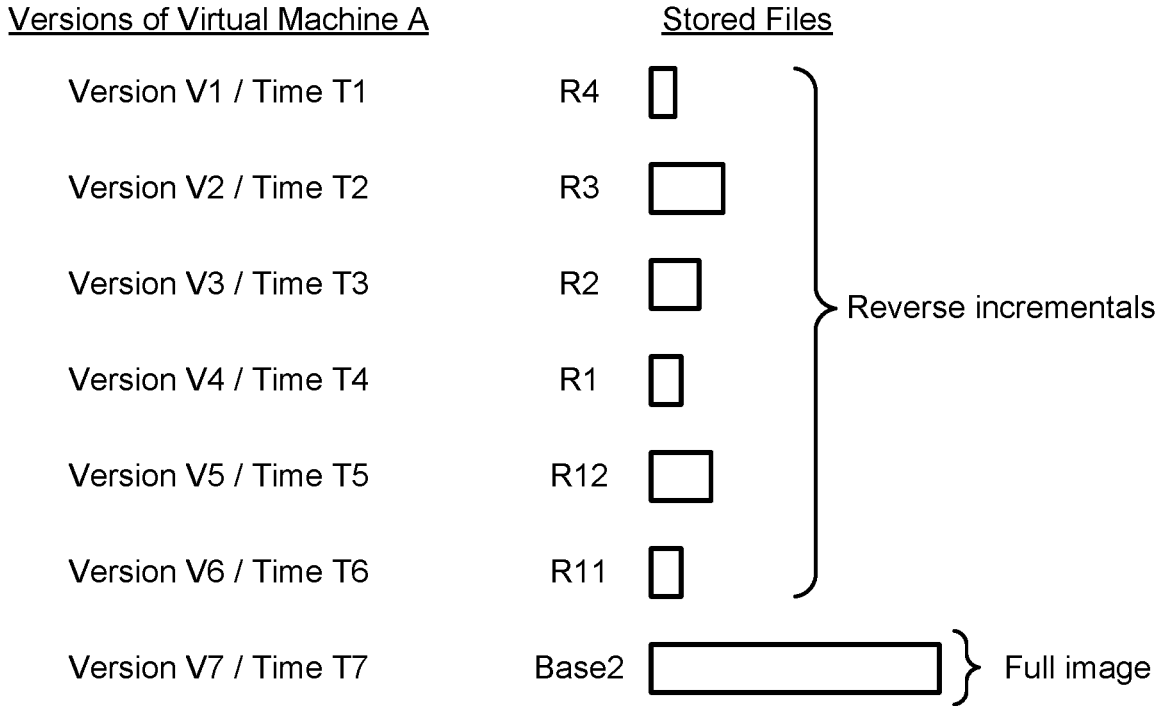 Versions of Virtual Machine A Stored Files
Version V1 / Time T1 R4
Version V2 / Time T2 R3
Version V3 / Time T3 R2
Reverse incrementals
Version V4 / Time T4 R1
Version V5 / Time T5 R12
Version V6 / Time T6 R11
Version V7 / Time T7 Base2 Full image